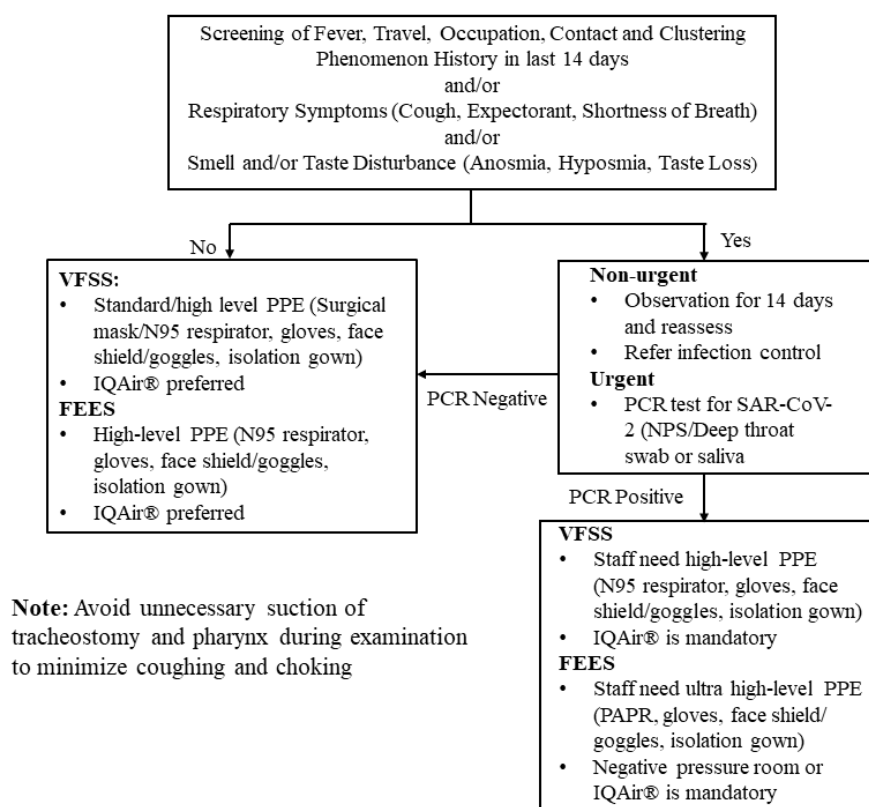 Screening of Fever, Travel, Occupation, Contact and Clustering
Phenomenon History in last 14 days
and/or
Respiratory Symptoms (Cough, Expectorant, Shortness of Breath)
and/or
Smell and/or Taste Disturbance (Anosmia, Hyposmia, Taste Loss)
No
Yes
VFSS:
• Standard/high level PPE (Surgical
mask/N95 respirator, gloves, face
shield/goggles, isolation gown)
• IQAir® preferred
FEES
• High-level PPE (N95 respirator,
gloves, face shield/goggles,
isolation gown)
• IQAir® preferred
PCR Negative
Non-urgent
• Observation for 14 days
and reassess
• Refer infection control
Urgent
• PCR test for SAR-CoV-
2 (NPS/Deep throat
swab or saliva
PCR Positive
VFSS
• Staff need high-level PPE
(N95 respirator, gloves, face
shield/goggles, isolation gown)
• IQAir® is mandatory
FEES
• Staff need ultra high-level PPE
(PAPR, gloves, face shield/
goggles, isolation gown)
• Negative pressure room or
IQAir® is mandatory
Note: Avoid unnecessary suction of
tracheostomy and pharynx during examination
to minimize coughing and choking